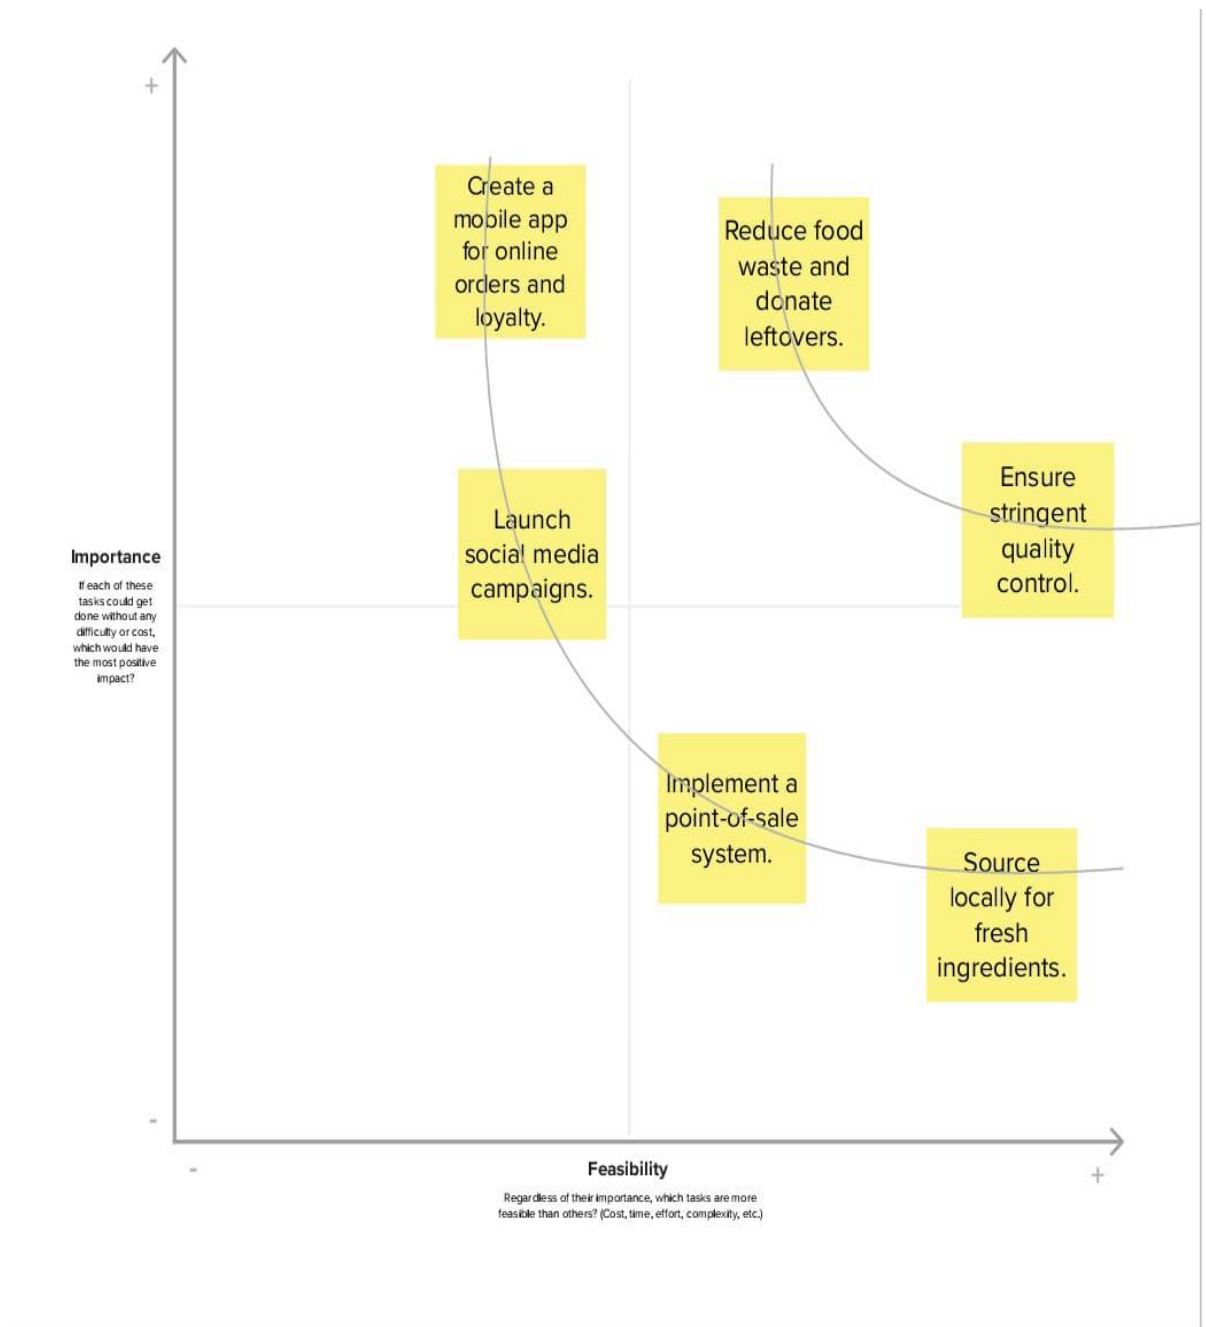 +
Create a
mobile app
for online
orders and
loyalty.
Reduce food
waste and
donate
leftovers.
Ensure
stringent
quality
control.
Launch
social media
campaigns.
Importance
If each of these
tasks could get
done without any
difficulty or cost,
which would have
the most positive
impact?
Implement a
point-of-sale
system.
Source
locally for
fresh
ingredients.
-
-
Feasibility
+
Regardless of their importance, which tasks are more
feasible than others? (Cost, time, effort, complexity, etc.)